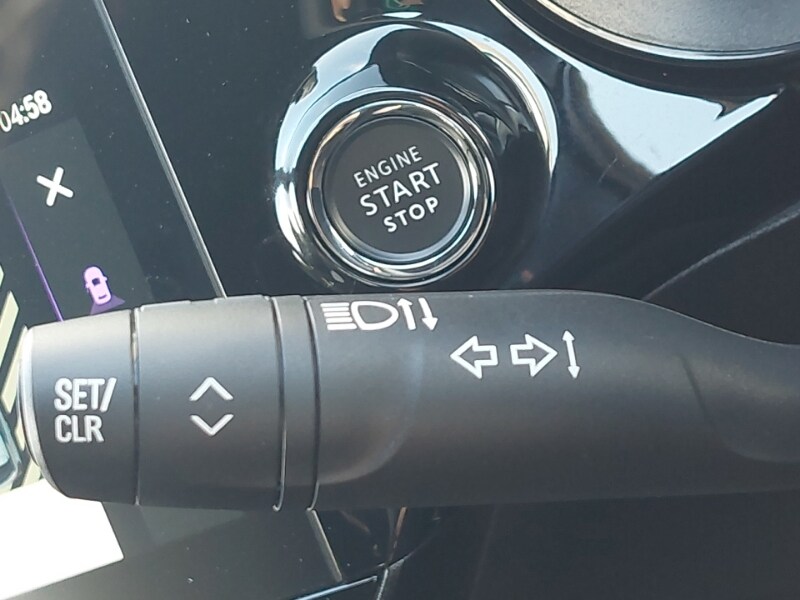 04:58
ENGINE
START
STOP
SET/
CLR